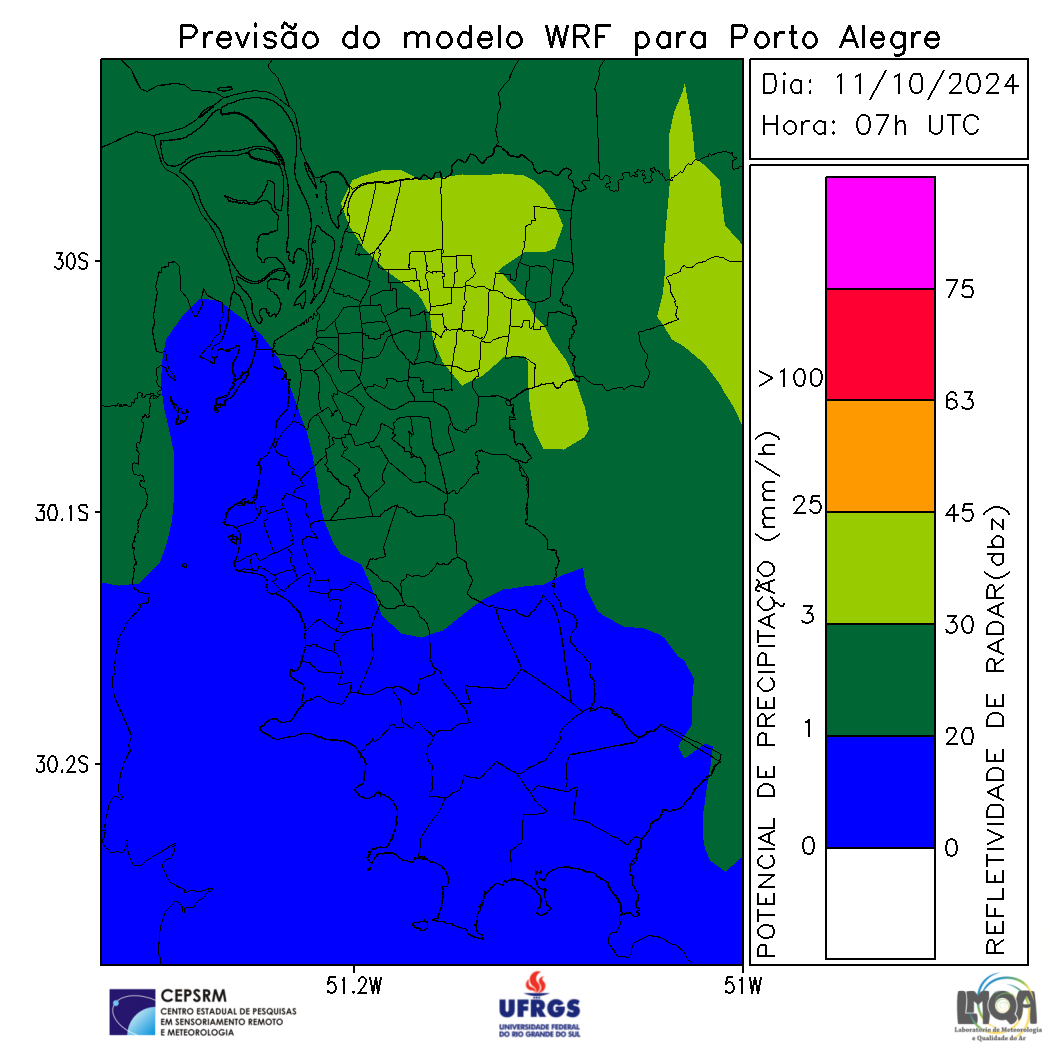 Previsão do modelo WRF para Porto Alegre
Dia: 11/10/2024
Hora: 07h UTC
30S
30.1S
30.2S
51.2W
51W
POTENCIAL DE PRECIPITAÇÃO (mm/h)
>100
25
3
1
0
75
63
45
30
20
0
REFLETIVIDADE DE RADAR(dbz)
CEPSRM
CENTRO ESTADUAL DE PESQUISAS
EM SENSORIAMENTO REMOTO
E METEOROLOGIA
UFRGS
UNIVERSIDADE FEDERAL
DO RIO GRANDE DO SUL
LMQA
Laboratório de Meteorologia
e Qualidade do Ar